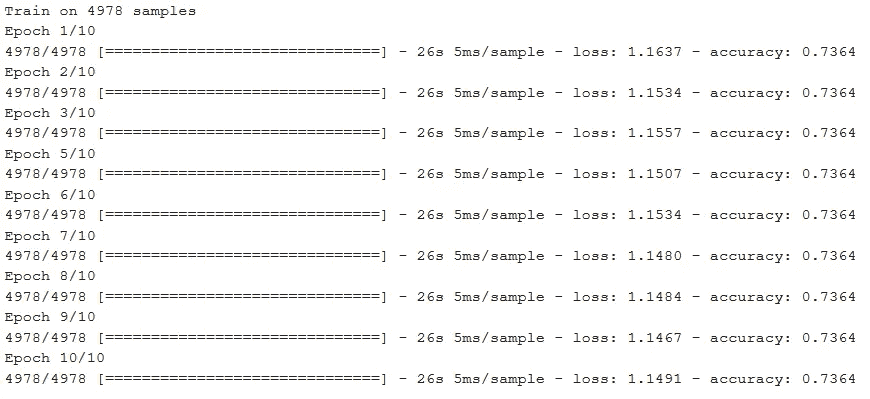 Train on 4978 samples
Epoch 1/10
4978/4978 [==============================] - 26s 5ms/sample - loss: 1.1637 - accuracy: 0.7364
Epoch 2/10
4978/4978 [==============================] - 26s 5ms/sample - loss: 1.1534 - accuracy: 0.7364
Epoch 3/10
4978/4978 [==============================] - 26s 5ms/sample - loss: 1.1557 - accuracy: 0.7364
Epoch 5/10
4978/4978 [==============================] - 26s 5ms/sample - loss: 1.1507 - accuracy: 0.7364
Epoch 6/10
4978/4978 [==============================] - 26s 5ms/sample - loss: 1.1534 - accuracy: 0.7364
Epoch 7/10
4978/4978 [==============================] - 26s 5ms/sample - loss: 1.1480 - accuracy: 0.7364
Epoch 8/10
4978/4978 [==============================] - 26s 5ms/sample - loss: 1.1484 - accuracy: 0.7364
Epoch 9/10
4978/4978 [==============================] - 26s 5ms/sample - loss: 1.1467 - accuracy: 0.7364
Epoch 10/10
4978/4978 [==============================] - 26s 5ms/sample - loss: 1.1491 - accuracy: 0.7364